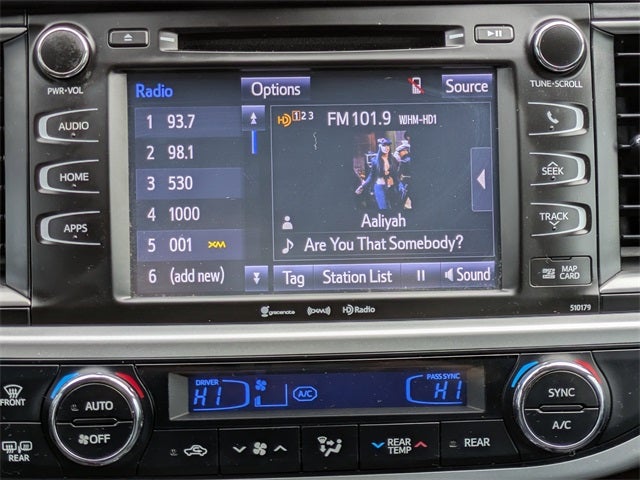 PWR•VOL
AUDIO
HOME
APPS
Radio
Options
Source
1 93.7
2 98.1
3 530
4 1000
5 001 XM
6 (add new)
HD 1 2 3 FM 101.9 WJHM-HD1
Aaliyah
Are You That Somebody?
Tag
Station List
Sound
TUNE•SCROLL
SEEK
TRACK
MAP
CARD
gracenote
((XM))
HD Radio
510179
FRONT
REAR
AUTO
OFF
DRIVER
HI
A/C
PASS SYNC
HI
REAR
TEMP
REAR
SYNC
A/C